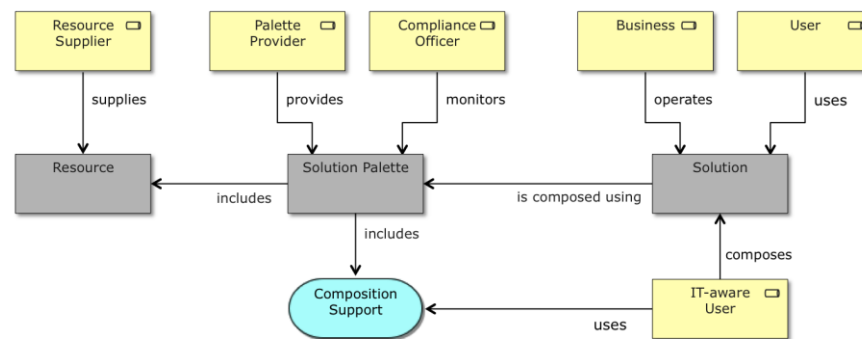 Resource
Supplier
Palette
Provider
Compliance
Officer
Business
User
supplies
provides
monitors
operates
uses
Resource
Solution Palette
Solution
includes
is composed using
includes
composes
Composition
Support
uses
IT-aware
User